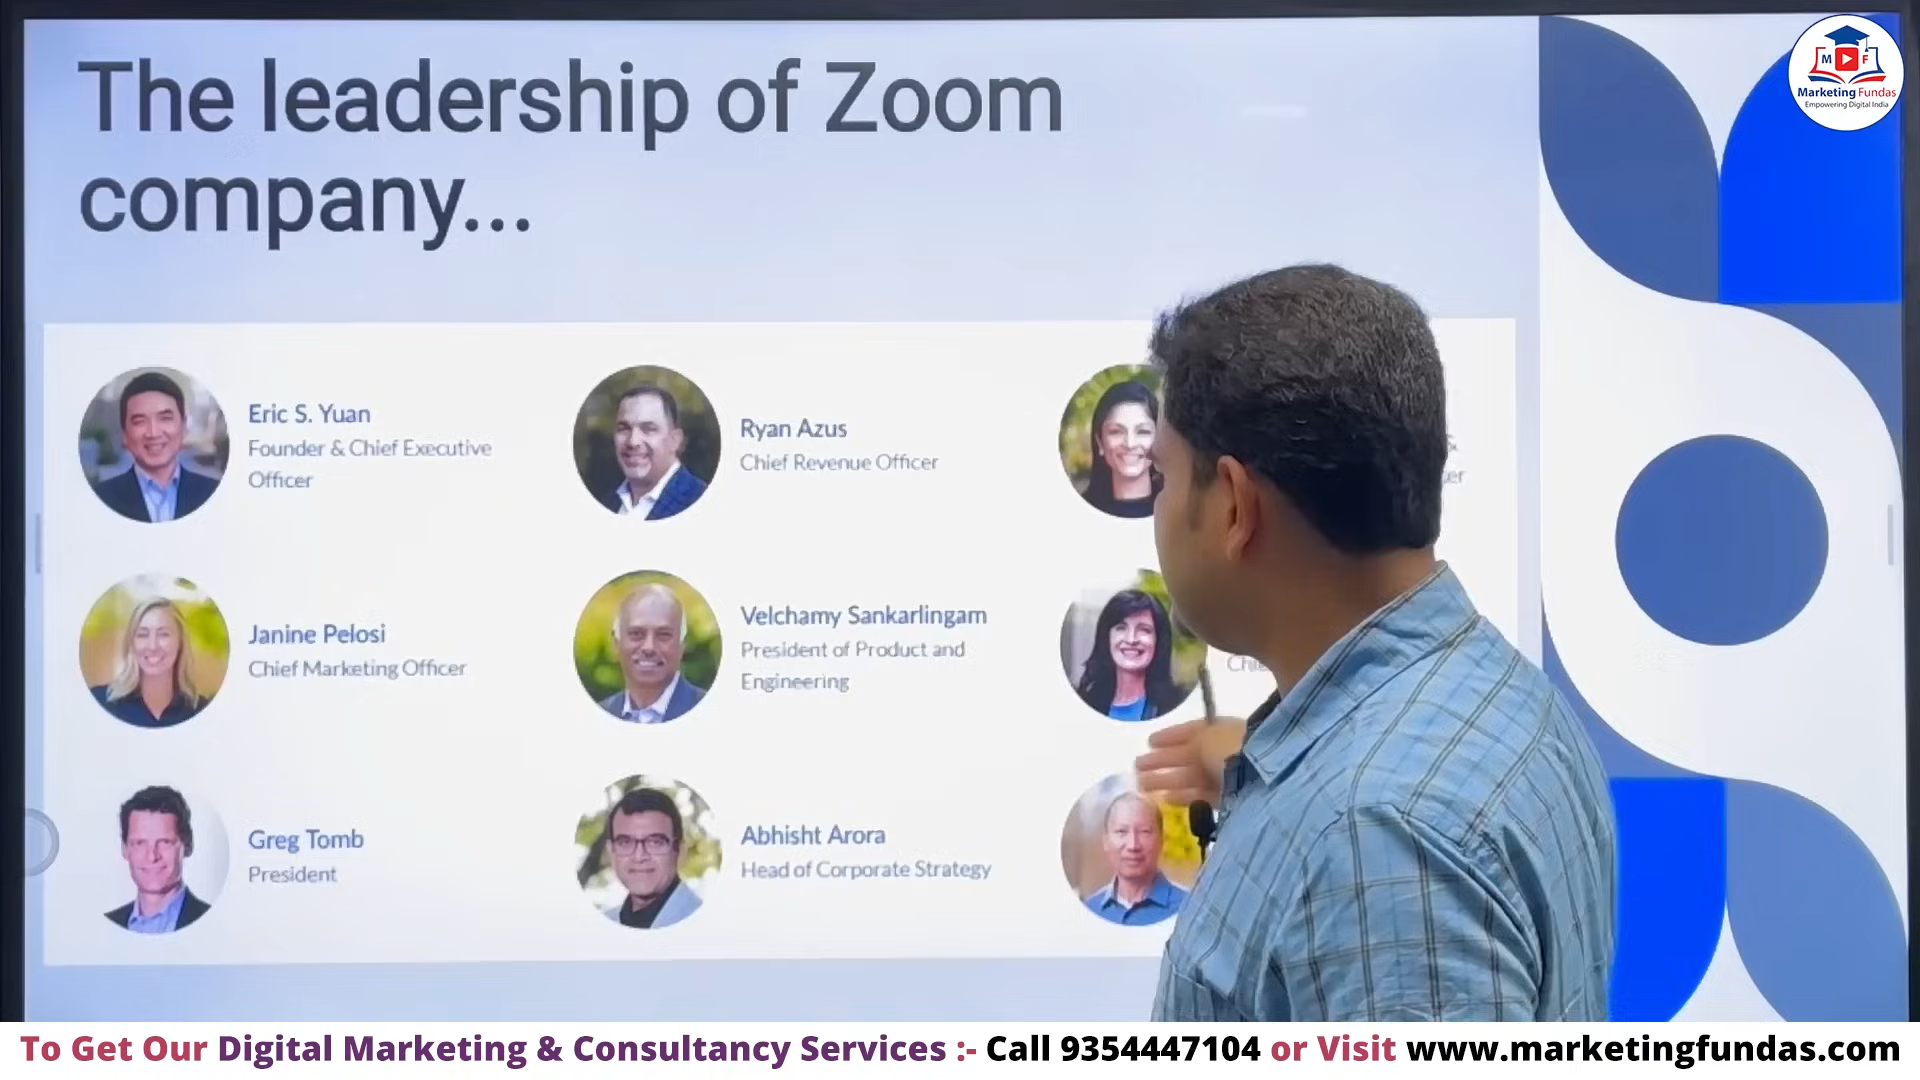 The leadership of Zoom
company...
M F
Marketing Fundas
Empowering Digital India
Eric S. Yuan
Founder & Chief Executive
Officer
Ryan Azus
Chief Revenue Officer
&
Janine Pelosi
Chief Marketing Officer
Velchamy Sankarlingam
President of Product and
Engineering
Greg Tomb
President
Abhisht Arora
Head of Corporate Strategy
To Get Our Digital Marketing & Consultancy Services :- Call 9354447104 or Visit www.marketingfundas.com